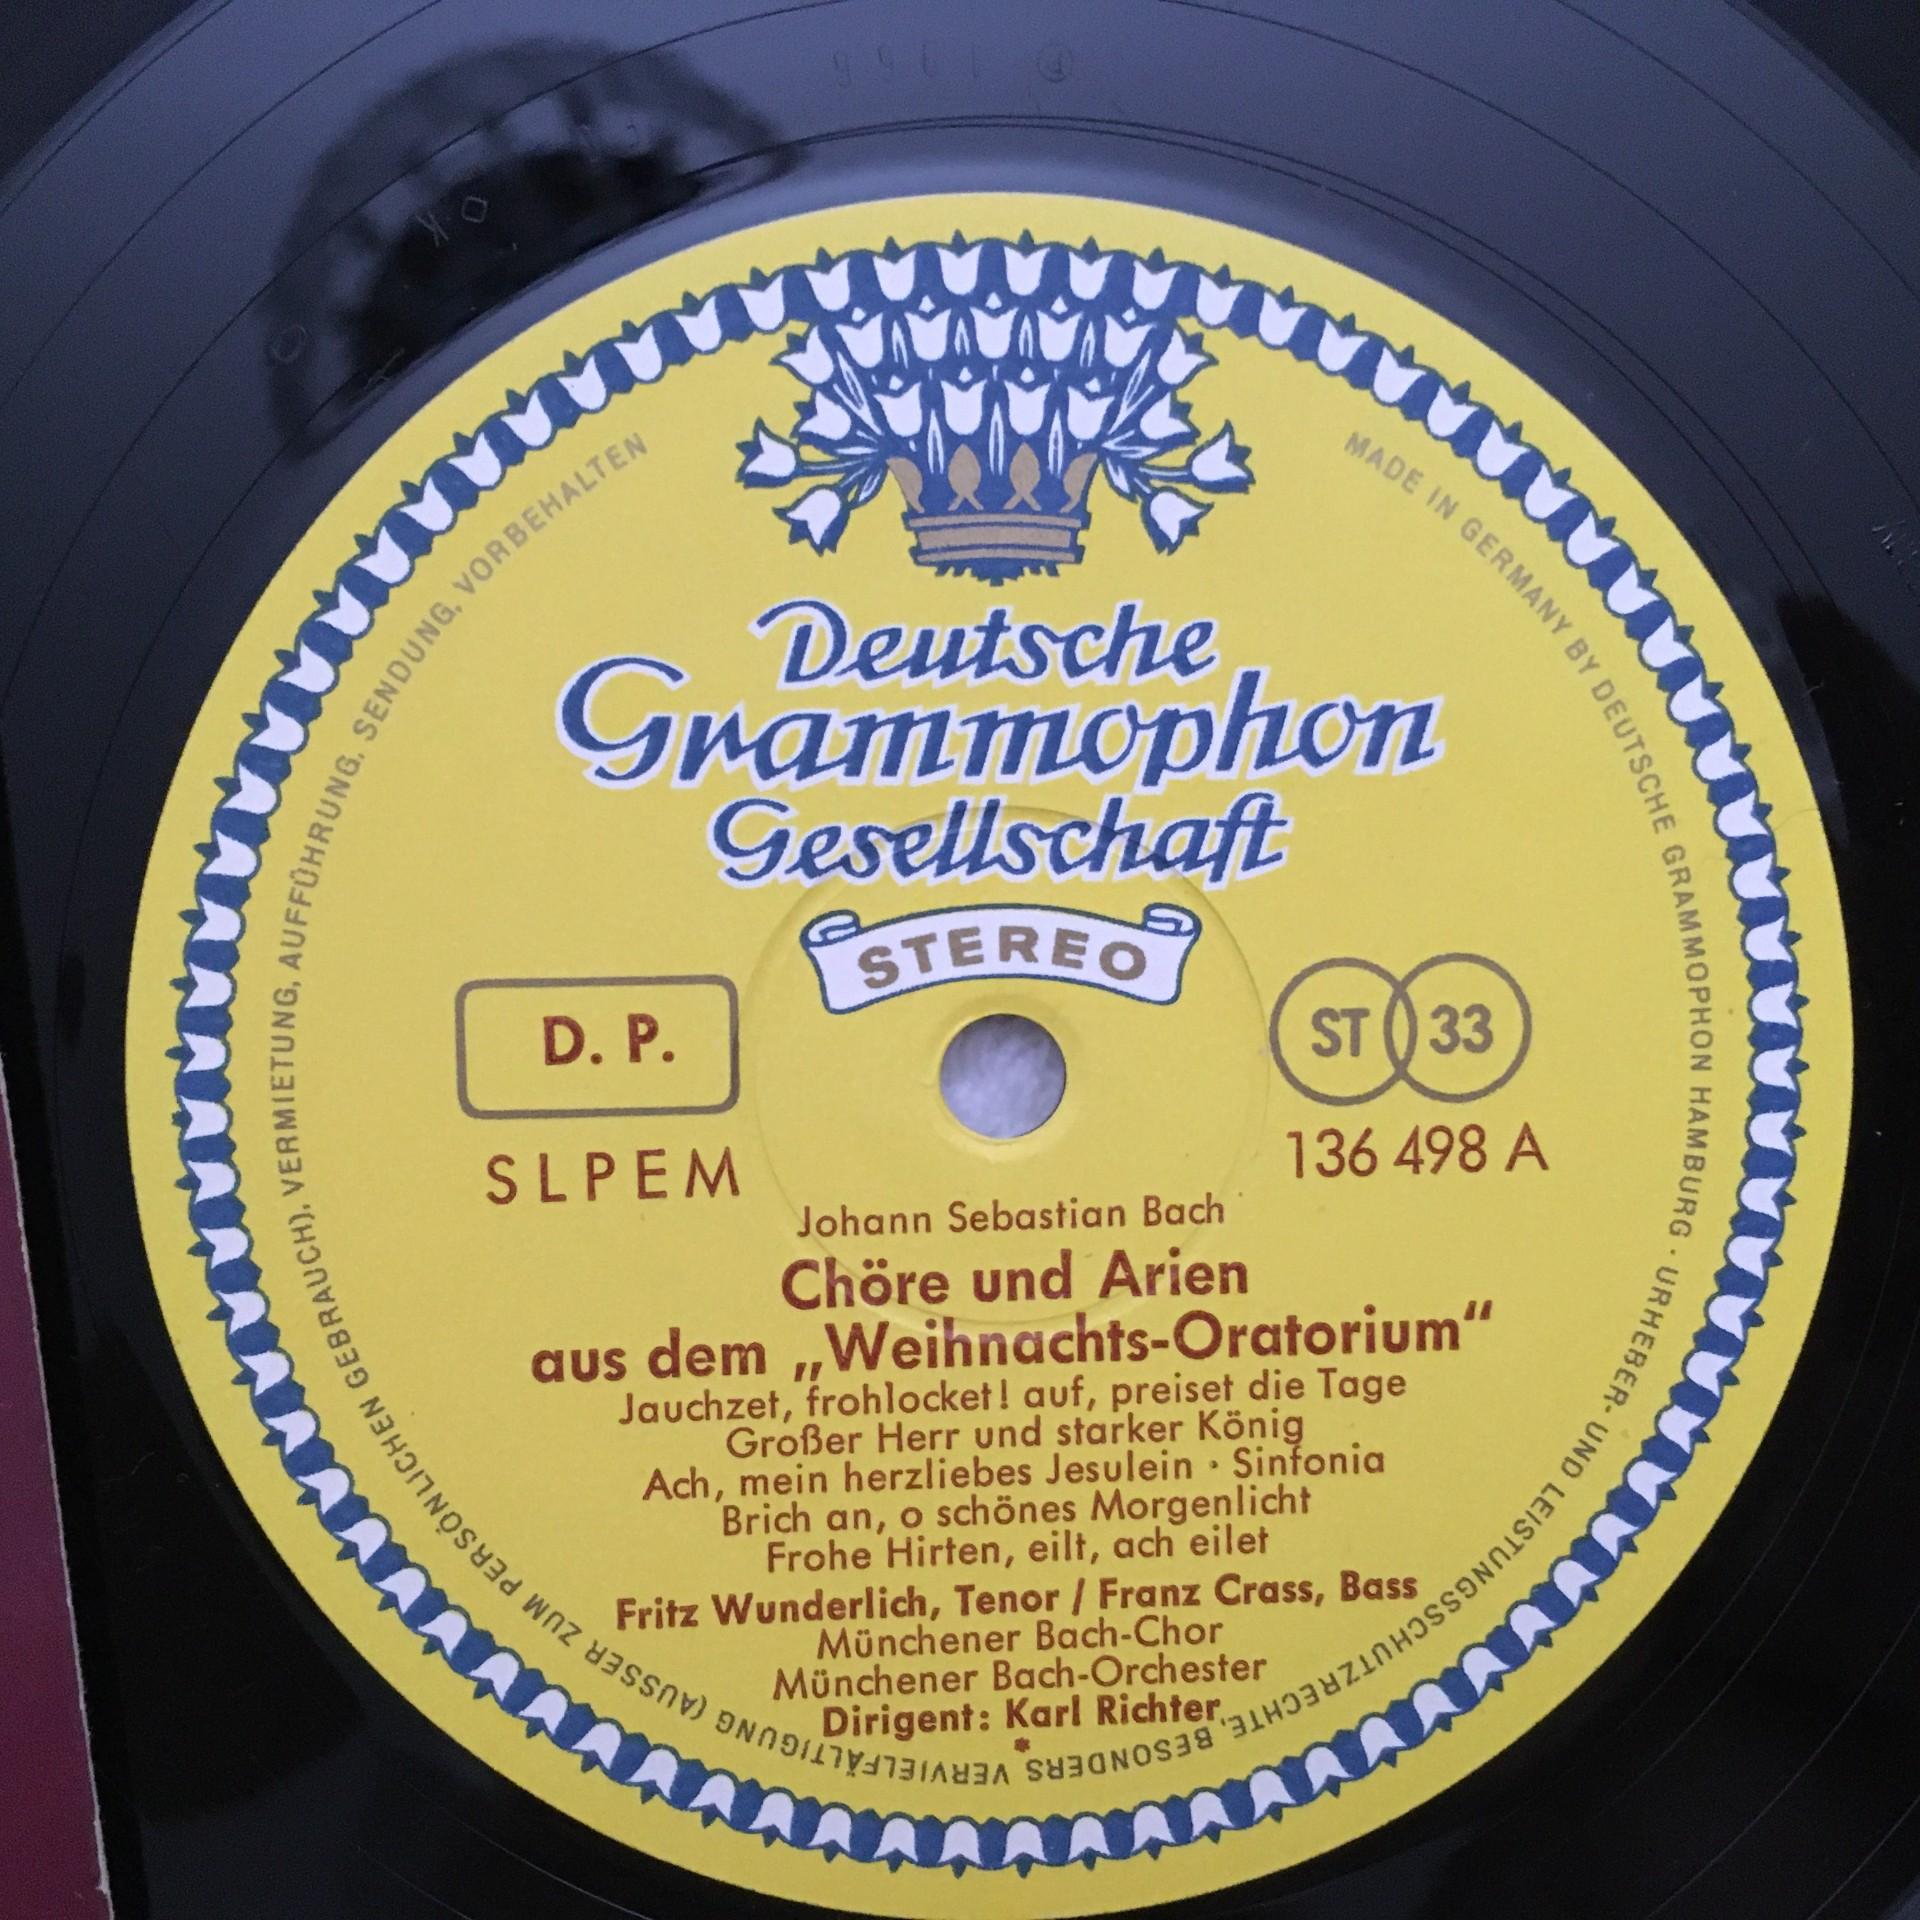 Deutsche
Grammophon
Gesellschaft
STEREO
D. P.
ST 33
SLPEM
136 498 A
Johann Sebastian Bach
Chöre und Arien
aus dem „Weihnachts-Oratorium“
Jauchzet, frohlocket! auf, preiset die Tage
Großer Herr und starker König
Ach, mein herzliebes Jesulein · Sinfonia
Brich an, o schönes Morgenlicht
Frohe Hirten, eilt, ach eilet
Fritz Wunderlich, Tenor / Franz Crass, Bass
Münchener Bach-Chor
Münchener Bach-Orchester
Dirigent: Karl Richter
*
MADE IN GERMANY BY DEUTSCHE GRAMMOPHON HAMBURG · URHEBER- UND LEISTUNGSSCHUTZRECHTE, BESONDERS VERVIELFÄLTIGUNG (AUSSER ZUM PERSÖNLICHEN GEBRAUCH), VERMIETUNG, AUFFÜHRUNG, SENDUNG, VORBEHALTEN